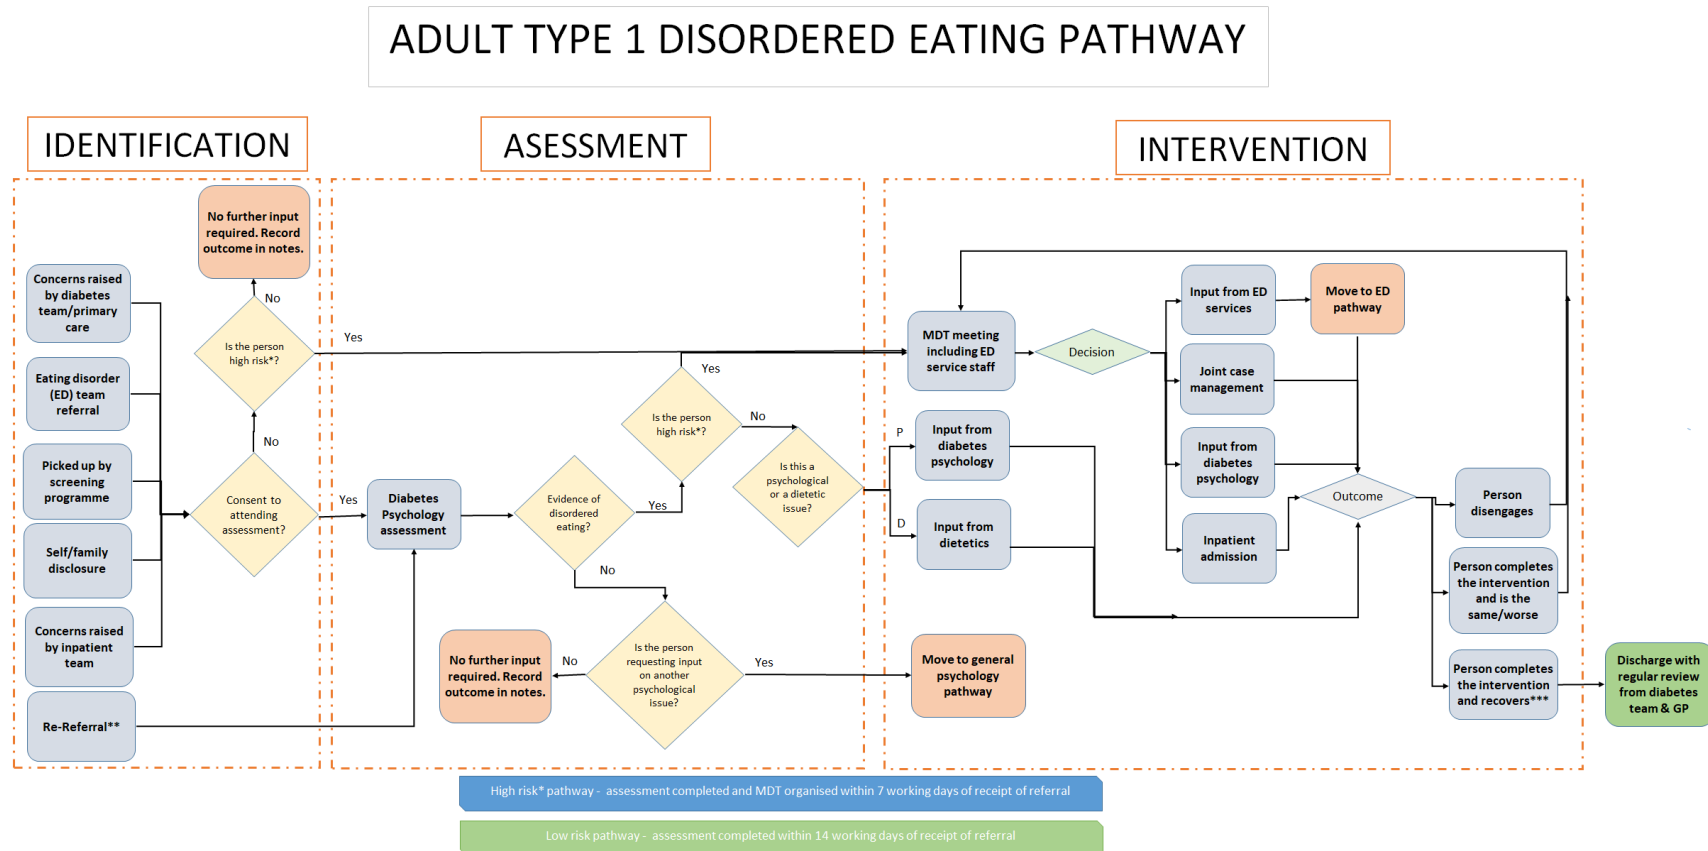 ADULT TYPE 1 DISORDERED EATING PATHWAY
IDENTIFICATION
ASESSMENT
INTERVENTION
No further input
required. Record
outcome in notes.
No
Is the person
high risk*?
Yes
Concerns raised
by diabetes
team/primary
care
Eating disorder
(ED) team
referral
Picked up by
screening
programme
Self/family
disclosure
Concerns raised
by inpatient
team
Re-Referral**
No
Consent to
attending
assessment?
Yes
Diabetes
Psychology
assessment
Evidence of
disordered
eating?
Yes
No
Is the person
high risk*?
Yes
No
Is this a
psychological
or a dietetic
issue?
P
D
Is the person
requesting input
on another
psychological
issue?
No
No further input
required. Record
outcome in notes.
Yes
Move to general
psychology
pathway
MDT meeting
including ED
service staff
Decision
Input from
diabetes
psychology
Input from
dietetics
Input from ED
services
Move to ED
pathway
Joint case
management
Input from
diabetes
psychology
Inpatient
admission
Outcome
Person
disengages
Person completes
the intervention
and is the
same/worse
Person completes
the intervention
and recovers***
Discharge with
regular review
from diabetes
team & GP
High risk* pathway - assessment completed and MDT organised within 7 working days of receipt of referral
Low risk pathway - assessment completed within 14 working days of receipt of referral